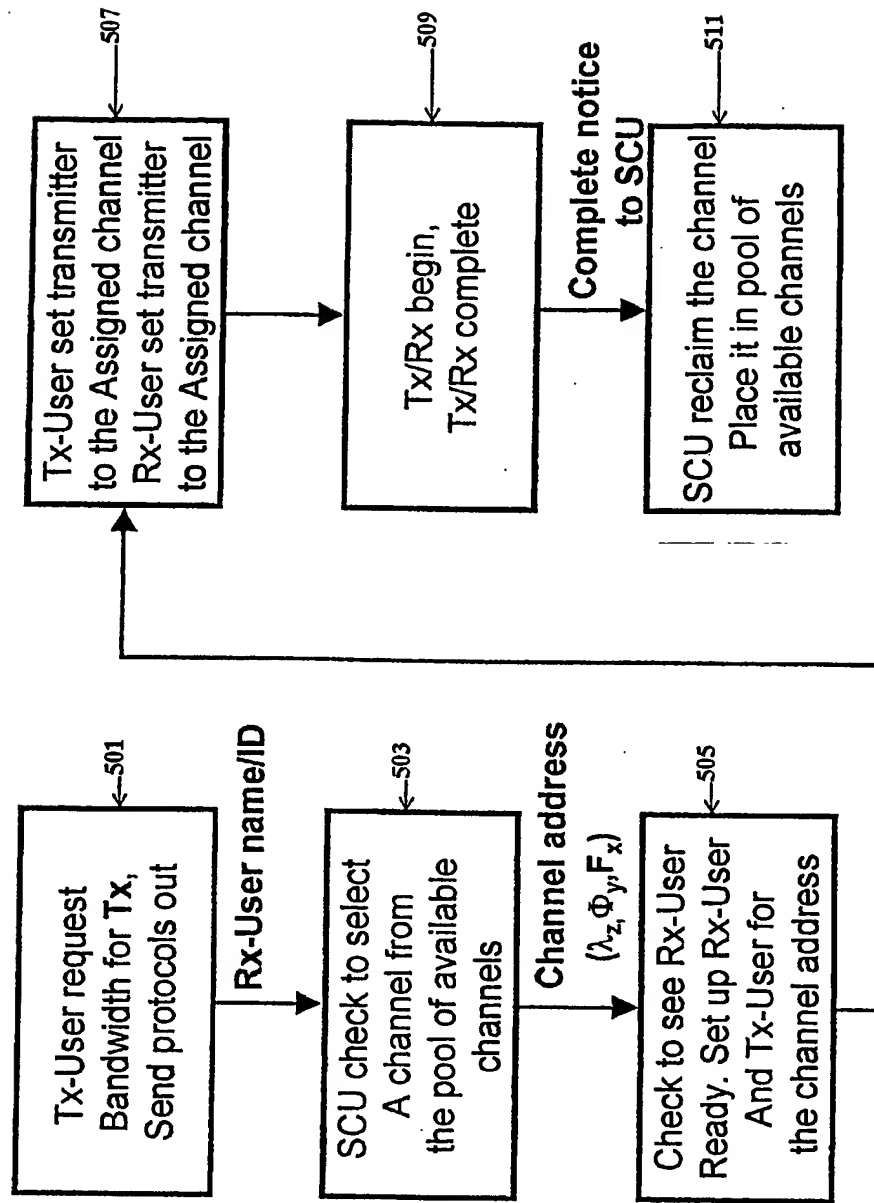 Tx-User request
Bandwidth for Tx,
Send protocols out
501
Rx-User name/ID
SCU check to select
A channel from
the pool of available
channels
503
Channel address
(λz,Φy,Fx)
Check to see Rx-User
Ready. Set up Rx-User
And Tx-User for
the channel address
505
Tx-User set transmitter
to the Assigned channel
Rx-User set transmitter
to the Assigned channel
507
Tx/Rx begin,
Tx/Rx complete
509
Complete notice
to SCU
SCU reclaim the channel
Place it in pool of
available channels
511